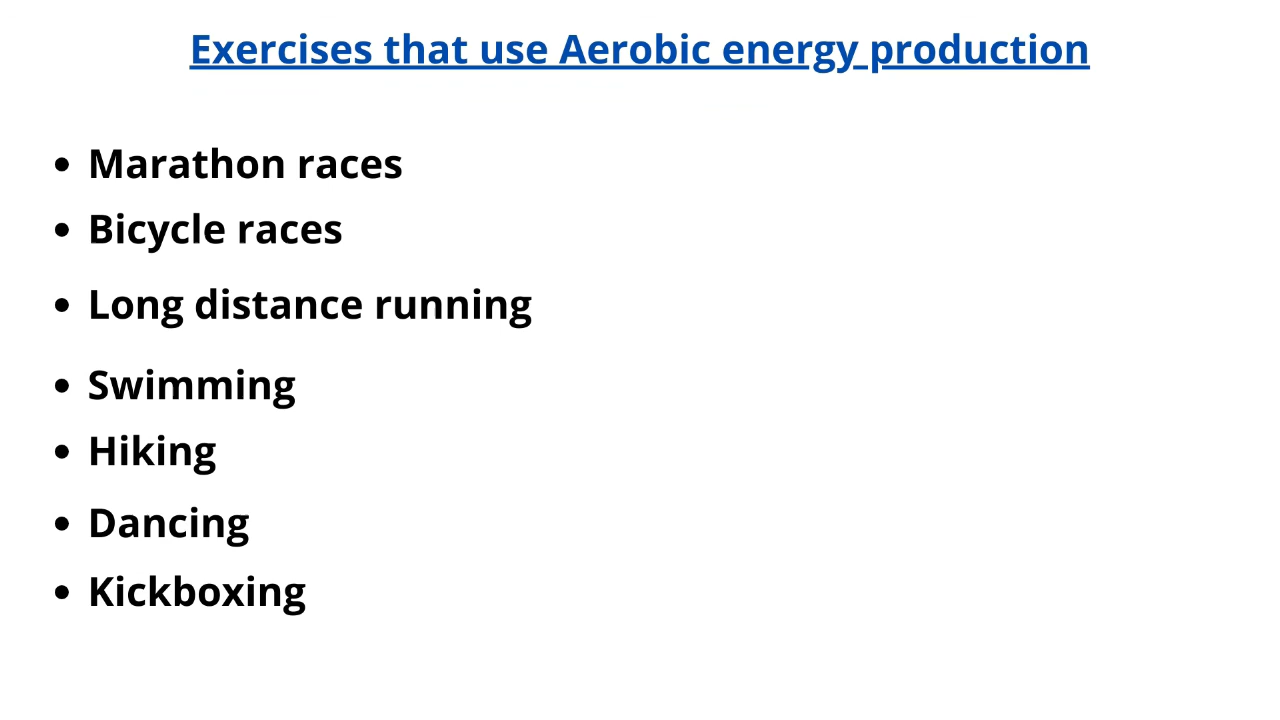 Exercises that use Aerobic energy production
• Marathon races
• Bicycle races
• Long distance running
• Swimming
• Hiking
• Dancing
• Kickboxing